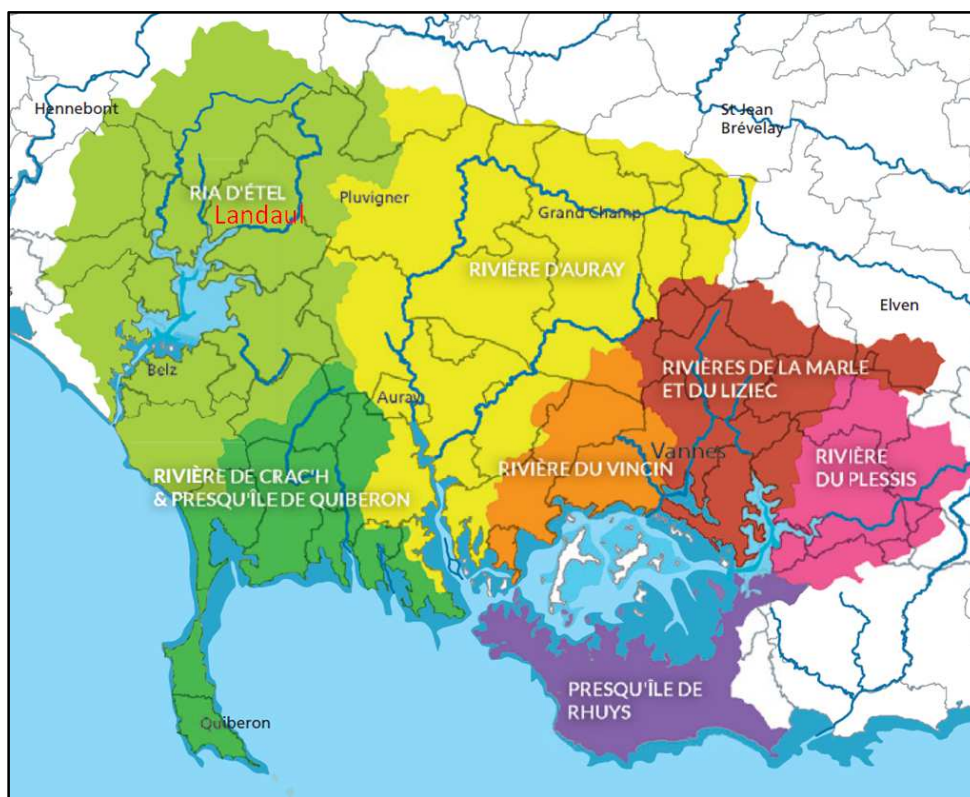 Hennebont
St Jean
Brévelay
RIA D'ÉTEL
Landaul
Pluvigner
Grand Champ
RIVIÈRE D'AURAY
Elven
Belz
Auray
RIVIÈRES DE LA MARLE
ET DU LIZIEC
Vannes
RIVIÈRE DE CRAC'H
& PRESQU'ÎLE DE QUIBERON
RIVIÈRE DU VINCIN
RIVIÈRE
DU PLESSIS
PRESQU'ÎLE DE
RHUYS
Quiberon